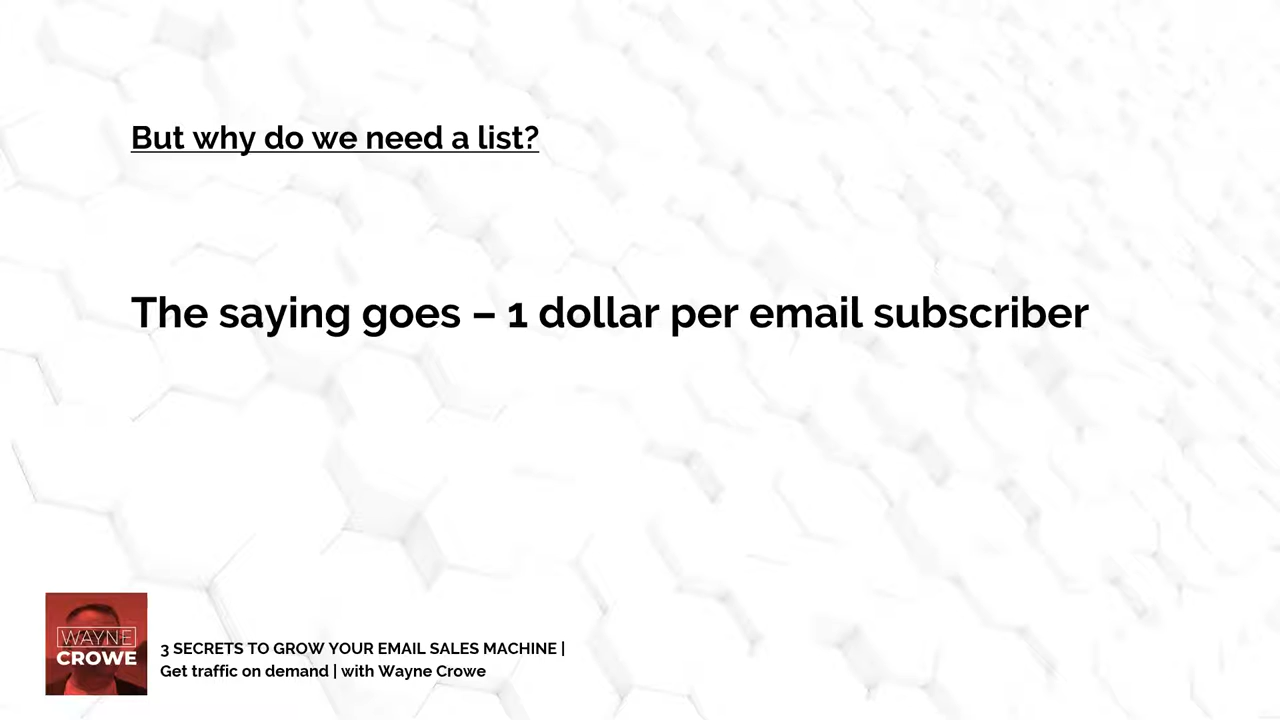 But why do we need a list?
The saying goes – 1 dollar per email subscriber
WAYNE
CROWE
3 SECRETS TO GROW YOUR EMAIL SALES MACHINE |
Get traffic on demand | with Wayne Crowe